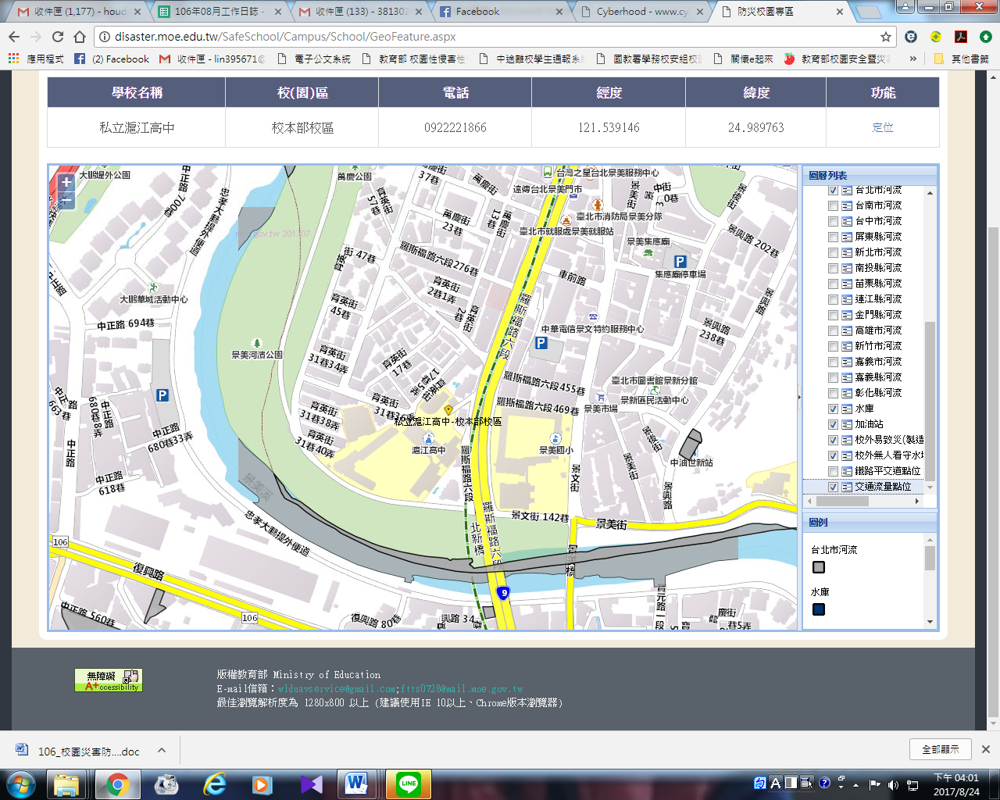 收件匣 (1,177) - houd
106年08月工作日誌 -
收件匣 (133) - 381302
Facebook
Cyberhood - www.cy
防災校園專區
disaster.moe.edu.tw/SafeSchool/Campus/School/GeoFeature.aspx
應用程式
(2) Facebook
收件匣 - lin395671@
電子公文系統
教育部 校園性侵害性
中途離校學生通報系
國教署學務校安組校
關懷e起來
教育部校園安全暨災
»
其他書籤
學校名稱 校(園)區 電話 經度 緯度 功能
私立滬江高中 校本部校區 0922221866 121.539146 24.989763 定位
大鵬堤外公園
中正路
700巷
忠孝大鵬堤外便道
萬慶公園
萬慶街
37巷
萬慶街
13巷
萬慶街
23巷
育英街
57巷
台灣之星台北景美服務中心
遠傳台北景美門市
臺北市消防局景美分隊
臺北市就服處景美就服站
景美街
景後街
景興路 202巷
景美集應廟
集應廟停車場
車前路
羅斯福路六段276巷
育英街 47巷
育英街
2巷1弄
育英街
2巷
育英街
45巷
大鵬華城活動中心
中正路 694巷
中正路
景美河濱公園
育英街
31巷34弄
育英街
17巷
育英街
17巷5弄
中華電信景文特約服務中心
景興路
238巷
羅斯福路六段
羅斯福路六段455巷
羅斯福路六段469巷
臺北市圖書館景新分館
景新區民活動中心
景美市場
育英街
31巷38弄
育英街
31巷36弄
育英街
31巷40弄
私立滬江高中-校本部校區
滬江高中
景美國小
中油世新站
景後街
景美街
景興路
景文街
中正路
663巷
中正路
680巷8弄
中正路
680巷33弄
中正路
618巷
中正路
景美溪
忠孝大鵬堤外便道
羅斯福路六段
北新橋
羅斯福路六段
景文街 142巷
景美街
106
復興路
106
中正路 560巷
復興路 80巷
復興路 34
9
寶元路一段
圖層列表
台北市河流
台南市河流
台中市河流
屏東縣河流
新北市河流
南投縣河流
苗栗縣河流
連江縣河流
金門縣河流
高雄市河流
新竹市河流
嘉義市河流
嘉義縣河流
彰化縣河流
水庫
加油站
校外易致災(製造
校外無人看守水域
鐵路平交道點位
交通流量點位
圖例
台北市河流
水庫
無障礙
A+ccessibility
版權教育部 Ministry of Education
E-mail信箱：wlduavservice@gmail.com;ftts0728@mail.moe.gov.tw
最佳瀏覽解析度為 1280x800 以上 (建議使用IE 10以上、Chrome版本瀏覽器)
106_校園災害防....doc
全部顯示
下午 04:01
2017/8/24